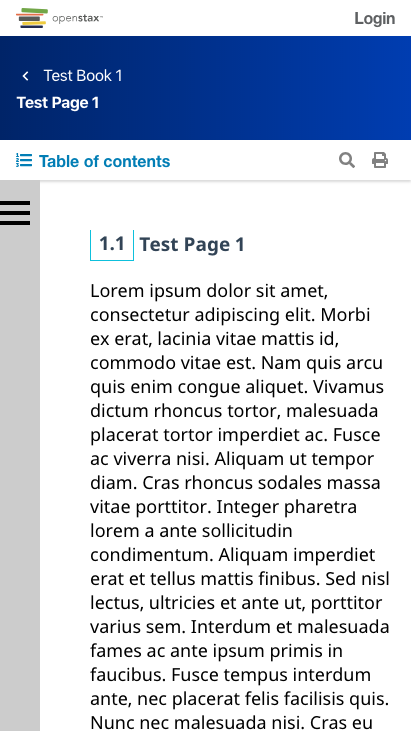 openstax™
Login
Test Book 1
Test Page 1
Table of contents
1.1 Test Page 1
Lorem ipsum dolor sit amet,
consectetur adipiscing elit. Morbi
ex erat, lacinia vitae mattis id,
commodo vitae est. Nam quis arcu
quis enim congue aliquet. Vivamus
dictum rhoncus tortor, malesuada
placerat tortor imperdiet ac. Fusce
ac viverra nisi. Aliquam ut tempor
diam. Cras rhoncus sodales massa
vitae porttitor. Integer pharetra
lorem a ante sollicitudin
condimentum. Aliquam imperdiet
erat et tellus mattis finibus. Sed nisl
lectus, ultricies et ante ut, porttitor
varius sem. Interdum et malesuada
fames ac ante ipsum primis in
faucibus. Fusce tempus interdum
ante, nec placerat felis facilisis quis.
Nunc nec malesuada nisi. Cras eu